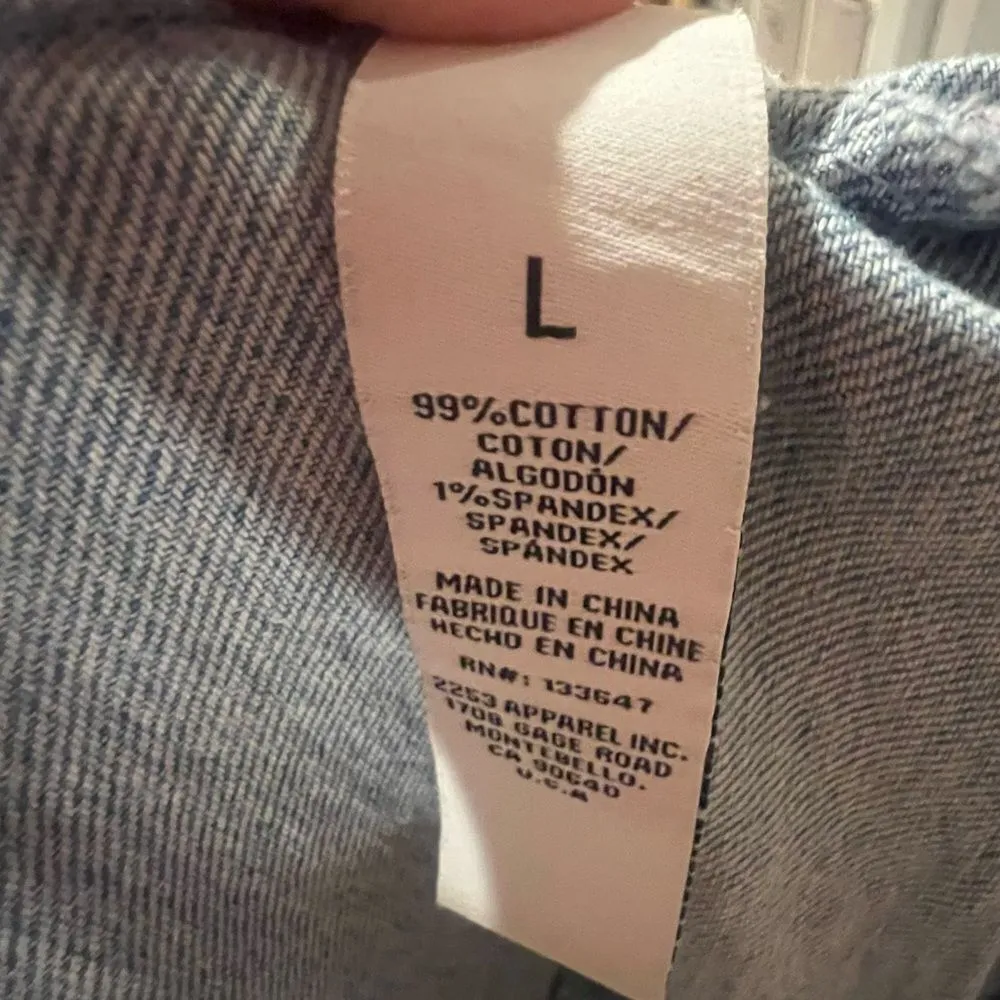 L
99%COTTON/
COTON/
ALGODÓN
1%SPANDEX/
SPANDEX/
SPÁNDEX
MADE IN CHINA
FABRIQUE EN CHINE
HECHO EN CHINA
RN#: 133647
2253 APPAREL INC.
1708 GAGE ROAD
MONTEBELLO.
CA 90640
U.S.A